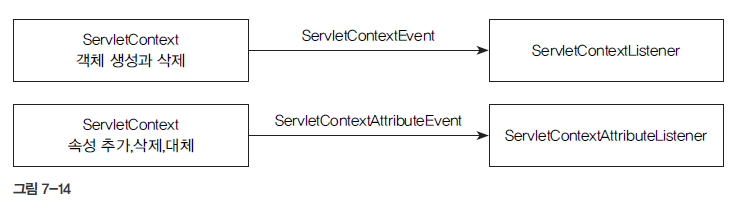 ServletContext
객체 생성과 삭제
ServletContextEvent
ServletContextListener
ServletContext
속성 추가,삭제,대체
ServletContextAttributeEvent
ServletContextAttributeListener
그림 7-14